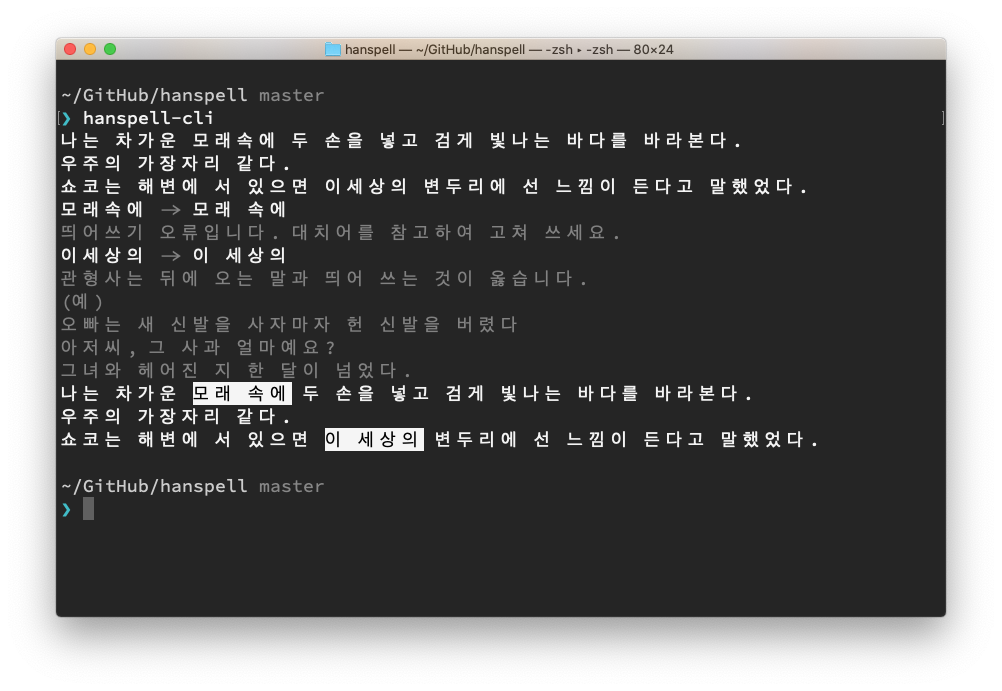 hanspell — ~/GitHub/hanspell — -zsh ▸ -zsh — 80×24
~/GitHub/hanspell master
[❯ hanspell-cli ]
나는 차가운 모래속에 두 손을 넣고 검게 빛나는 바다를 바라본다.
우주의 가장자리 같다.
쇼코는 해변에 서 있으면 이세상의 변두리에 선 느낌이 든다고 말했었다.
모래속에 → 모래 속에
띄어쓰기 오류입니다. 대치어를 참고하여 고쳐 쓰세요.
이세상의 → 이 세상의
관형사는 뒤에 오는 말과 띄어 쓰는 것이 옳습니다.
(예)
오빠는 새 신발을 사자마자 헌 신발을 버렸다
아저씨, 그 사과 얼마예요?
그녀와 헤어진 지 한 달이 넘었다.
나는 차가운 모래 속에 두 손을 넣고 검게 빛나는 바다를 바라본다.
우주의 가장자리 같다.
쇼코는 해변에 서 있으면 이 세상의 변두리에 선 느낌이 든다고 말했었다.
~/GitHub/hanspell master
❯